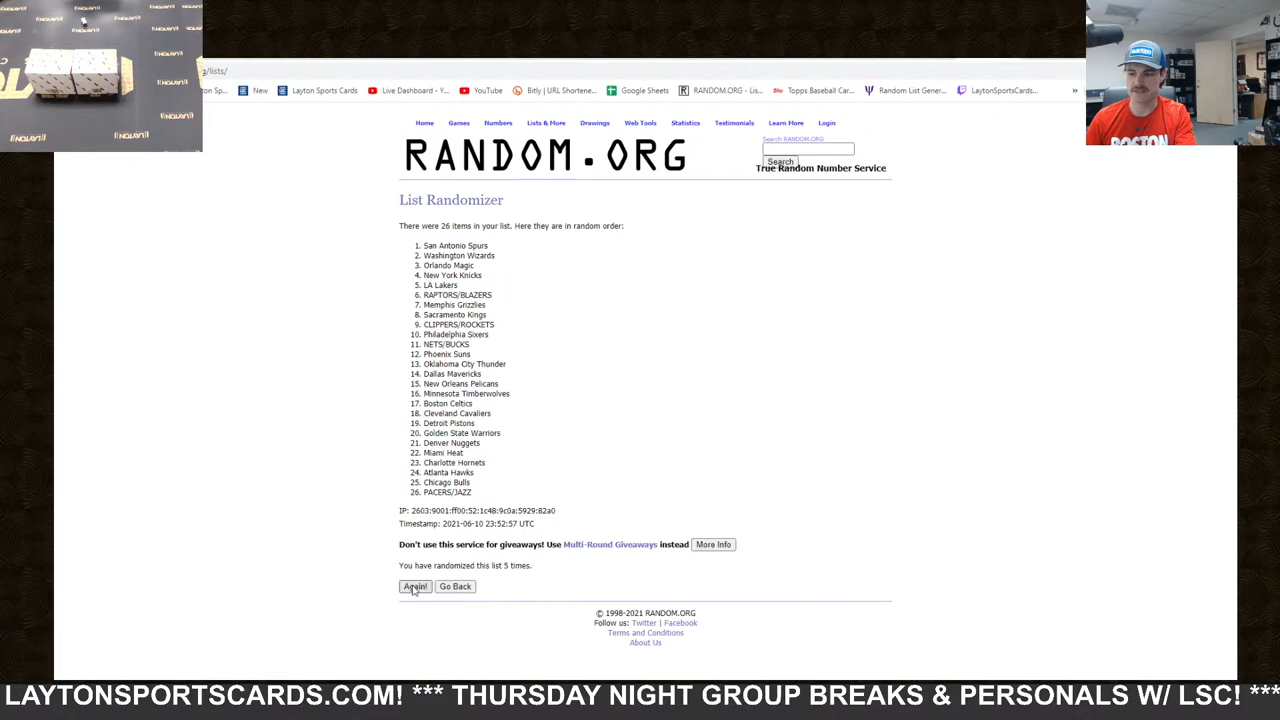 g/lists/
on Sp...
New
Layton Sports Cards
Live Dashboard - Y...
YouTube
Bitly | URL Shortene...
Google Sheets
RANDOM.ORG - Lis...
Topps Baseball Car...
Random List Gener...
LaytonSportsCards...
»
Home Games Numbers Lists & More Drawings Web Tools Statistics Testimonials Learn More Login
Search RANDOM.ORG
RANDOM.ORG
Search
True Random Number Service
List Randomizer
There were 26 items in your list. Here they are in random order:
1. San Antonio Spurs
2. Washington Wizards
3. Orlando Magic
4. New York Knicks
5. LA Lakers
6. RAPTORS/BLAZERS
7. Memphis Grizzlies
8. Sacramento Kings
9. CLIPPERS/ROCKETS
10. Philadelphia Sixers
11. NETS/BUCKS
12. Phoenix Suns
13. Oklahoma City Thunder
14. Dallas Mavericks
15. New Orleans Pelicans
16. Minnesota Timberwolves
17. Boston Celtics
18. Cleveland Cavaliers
19. Detroit Pistons
20. Golden State Warriors
21. Denver Nuggets
22. Miami Heat
23. Charlotte Hornets
24. Atlanta Hawks
25. Chicago Bulls
26. PACERS/JAZZ
IP: 2603:9001:ff00:52:1c48:9c0a:5929:82a0
Timestamp: 2021-06-10 23:52:57 UTC
Don't use this service for giveaways! Use Multi-Round Giveaways instead More Info
You have randomized this list 5 times.
Again! Go Back
© 1998-2021 RANDOM.ORG
Follow us: Twitter | Facebook
Terms and Conditions
About Us
BOSTON
LAYTONSPORTSCARDS.COM! *** THURSDAY NIGHT GROUP BREAKS & PERSONALS W/ LSC! ***